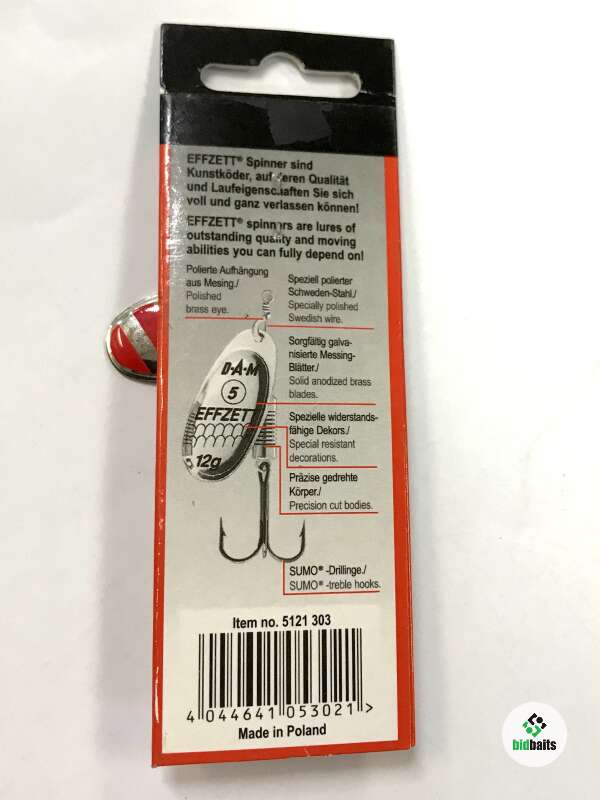 EFFZETT® Spinner sind
Kunstköder, auf deren Qualität
und Laufeigenschaften Sie sich
voll und ganz verlassen können!
EFFZETT® spinners are lures of
outstanding quality and moving
abilities you can fully depend on!
Polierte Aufhängung
aus Mesing./
Polished
brass eye.
Speziell polierter
Schweden-Stahl./
Specially polished
Swedish wire.
Sorgfältig galva-
nisierte Messing-
Blätter./
Solid anodized brass
blades.
Spezielle widerstands-
fähige Dekors./
Special resistant
decorations.
Präzise gedrehte
Körper./
Precision cut bodies.
SUMO® -Drillinge./
SUMO® -treble hooks.
D·A·M
5
EFFZETT
12g
Item no. 5121 303
4 044641 053021 >
Made in Poland
bidbaits